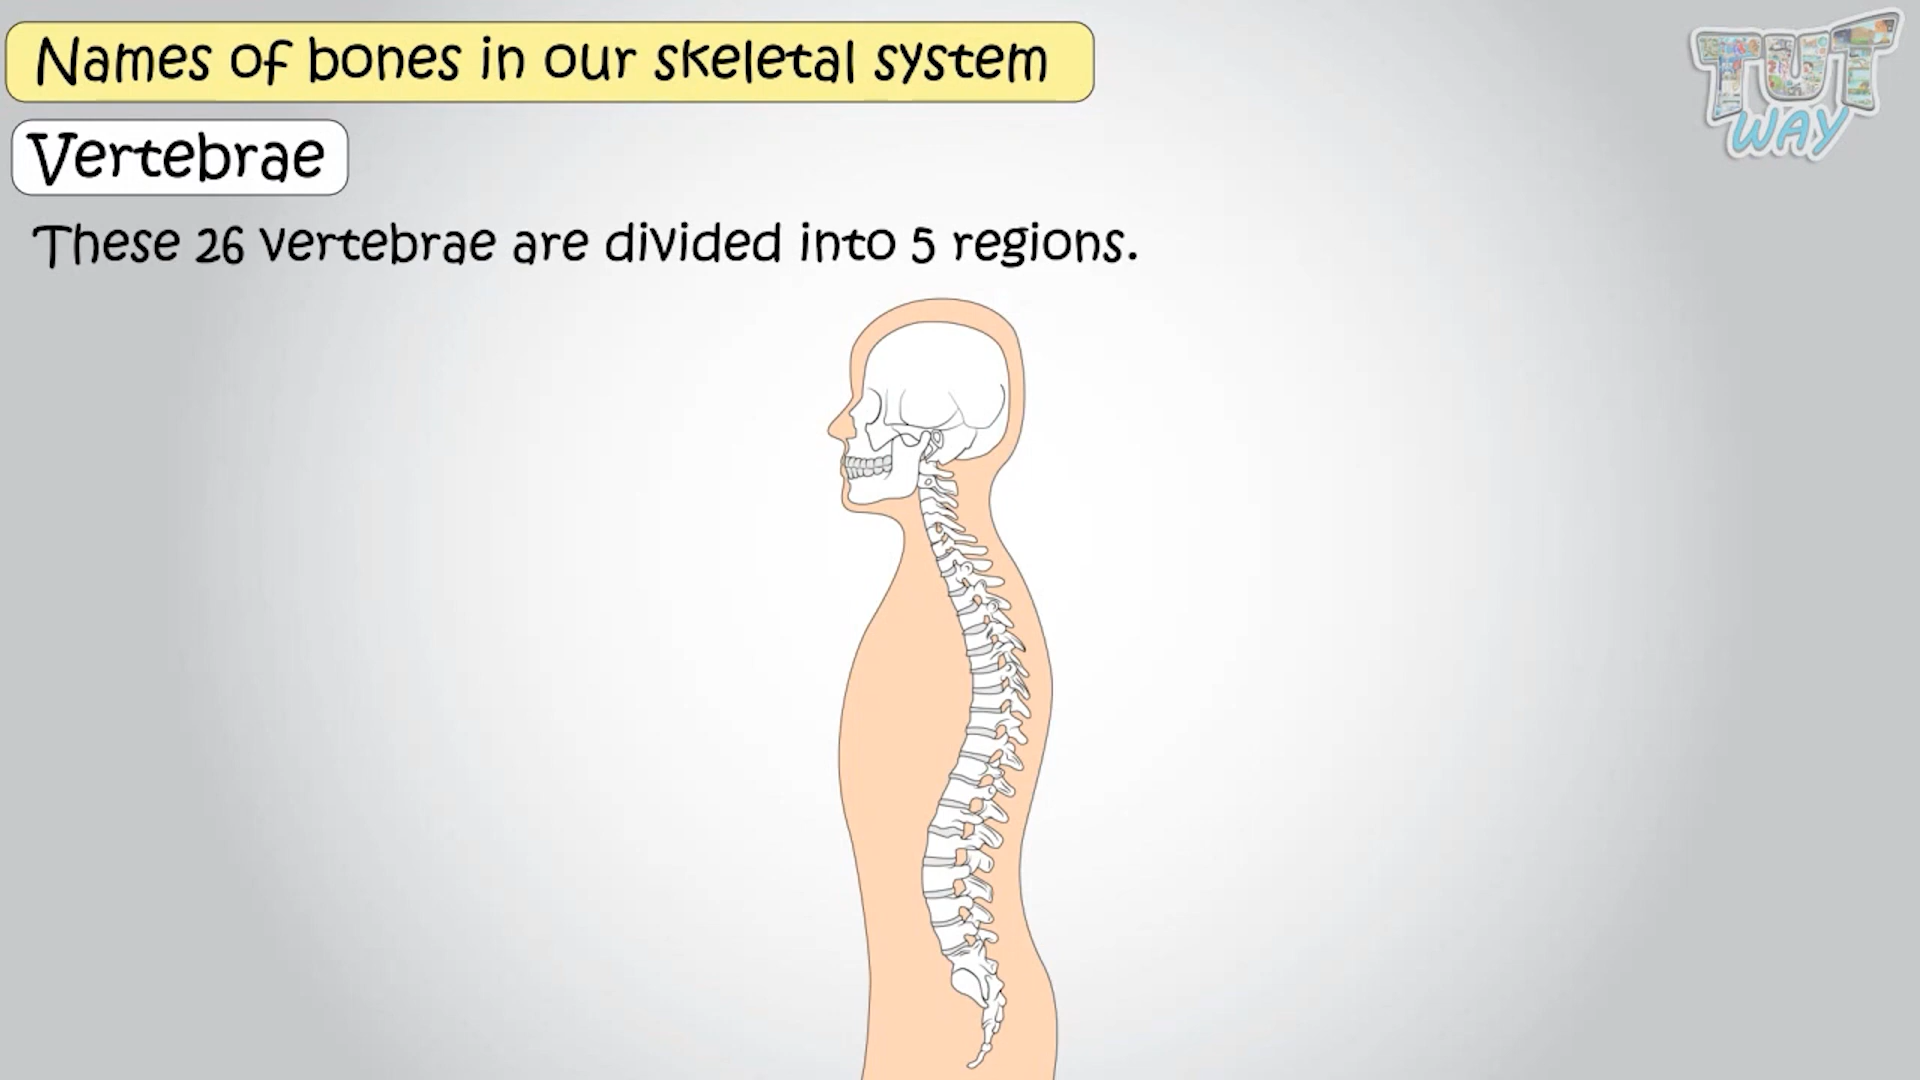 Names of bones in our skeletal system
TUT
WAY
Vertebrae
These 26 vertebrae are divided into 5 regions.